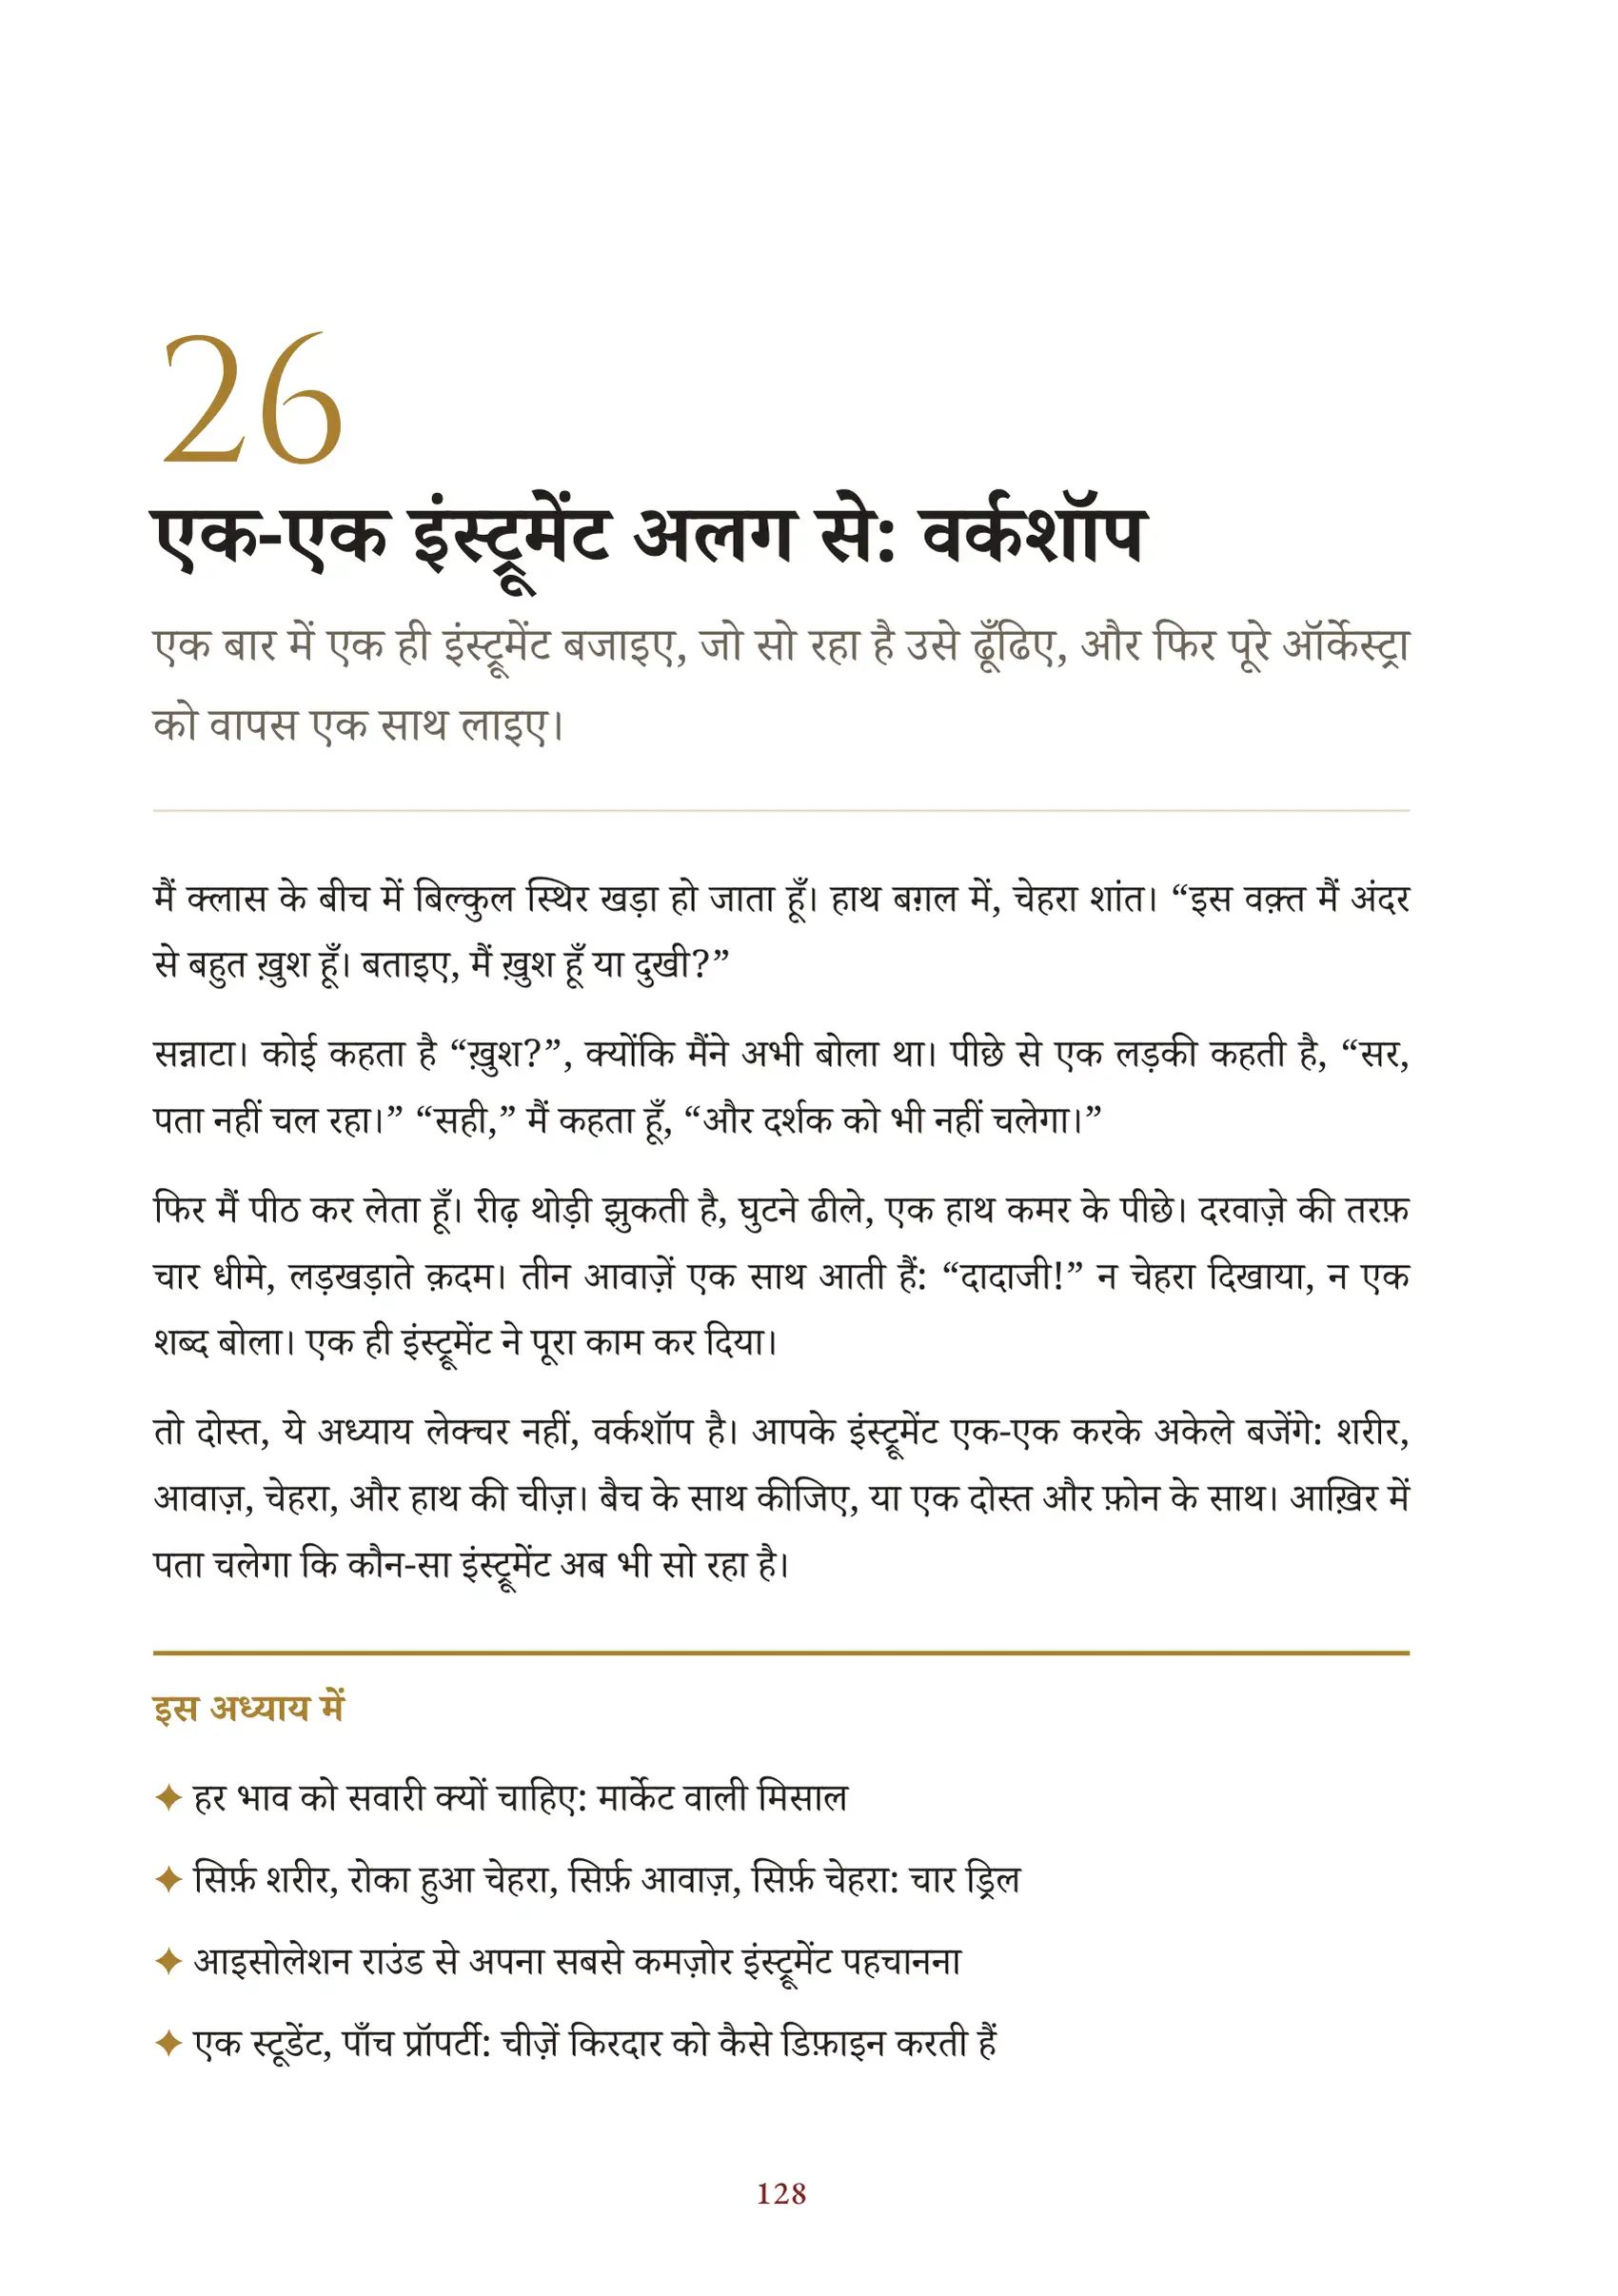 26
एक-एक इंस्ट्रूमेंट अलग से: वर्कशॉप
एक बार में एक ही इंस्ट्रूमेंट बजाइए, जो सो रहा है उसे ढूँढिए, और फिर पूरे ऑर्केस्ट्रा
को वापस एक साथ लाइए।
मैं क्लास के बीच में बिल्कुल स्थिर खड़ा हो जाता हूँ। हाथ बग़ल में, चेहरा शांत। “इस वक़्त मैं अंदर
से बहुत ख़ुश हूँ। बताइए, मैं ख़ुश हूँ या दुखी?”
सन्नाटा। कोई कहता है “ख़ुश?”, क्योंकि मैंने अभी बोला था। पीछे से एक लड़की कहती है, “सर,
पता नहीं चल रहा।” “सही,” मैं कहता हूँ, “और दर्शक को भी नहीं चलेगा।”
फिर मैं पीठ कर लेता हूँ। रीढ़ थोड़ी झुकती है, घुटने ढीले, एक हाथ कमर के पीछे। दरवाज़े की तरफ़
चार धीमे, लड़खड़ाते क़दम। तीन आवाज़ें एक साथ आती हैं: “दादाजी!” न चेहरा दिखाया, न एक
शब्द बोला। एक ही इंस्ट्रूमेंट ने पूरा काम कर दिया।
तो दोस्त, ये अध्याय लेक्चर नहीं, वर्कशॉप है। आपके इंस्ट्रूमेंट एक-एक करके अकेले बजेंगे: शरीर,
आवाज़, चेहरा, और हाथ की चीज़। बैच के साथ कीजिए, या एक दोस्त और फ़ोन के साथ। आख़िर में
पता चलेगा कि कौन-सा इंस्ट्रूमेंट अब भी सो रहा है।
इस अध्याय में
✦ हर भाव को सवारी क्यों चाहिए: मार्केट वाली मिसाल
✦ सिर्फ़ शरीर, रोका हुआ चेहरा, सिर्फ़ आवाज़, सिर्फ़ चेहरा: चार ड्रिल
✦ आइसोलेशन राउंड से अपना सबसे कमज़ोर इंस्ट्रूमेंट पहचानना
✦ एक स्टूडेंट, पाँच प्रॉपर्टी: चीज़ें किरदार को कैसे डिफ़ाइन करती हैं
128